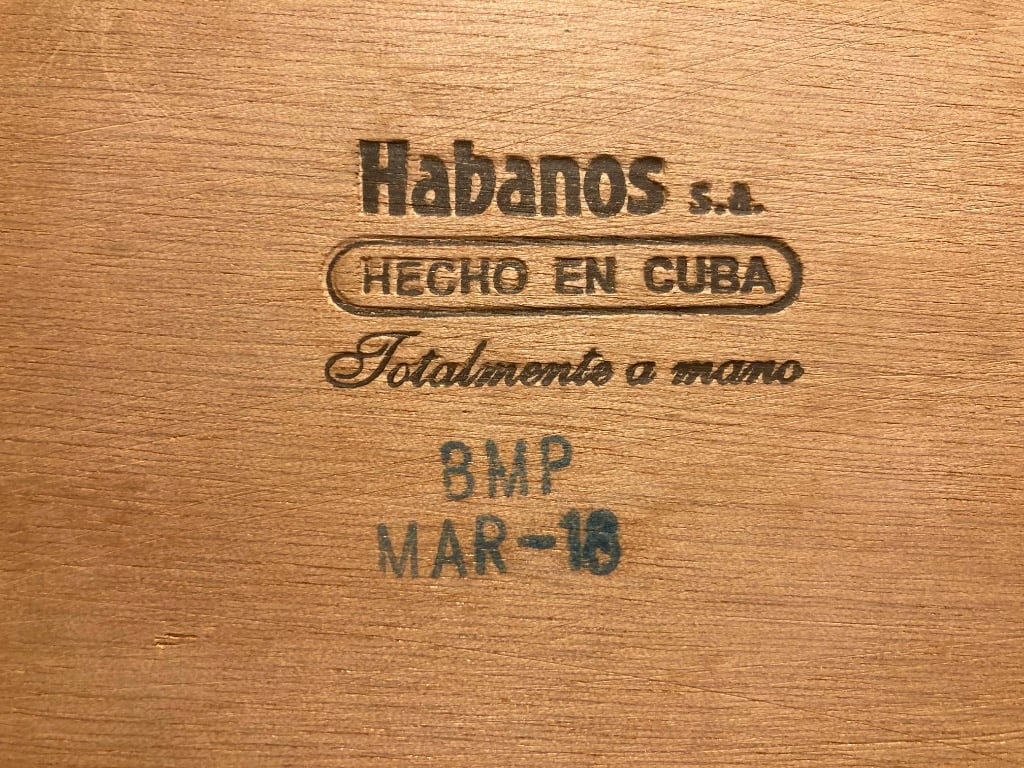 Habanos s.a.
HECHO EN CUBA
Totalmente a mano
BMP
MAR-18